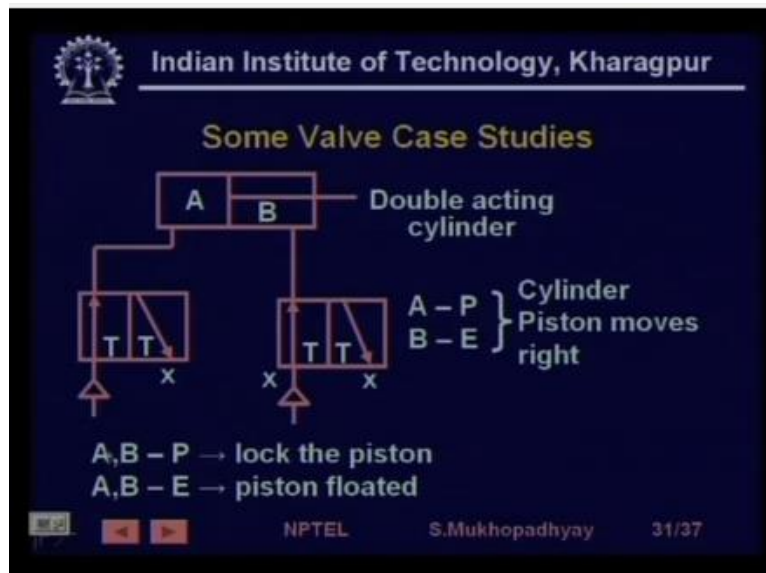 Indian Institute of Technology, Kharagpur
Some Valve Case Studies
A
B
Double acting
cylinder
T T
x
x
T T
x
A – P
B – E
Cylinder
Piston moves
right
A,B – P → lock the piston
A,B – E → piston floated
NPTEL S.Mukhopadhyay 31/37